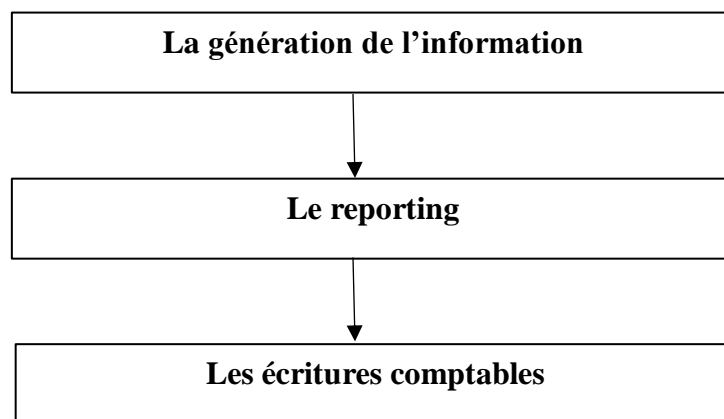 La génération de l’information
Le reporting
Les écritures comptables